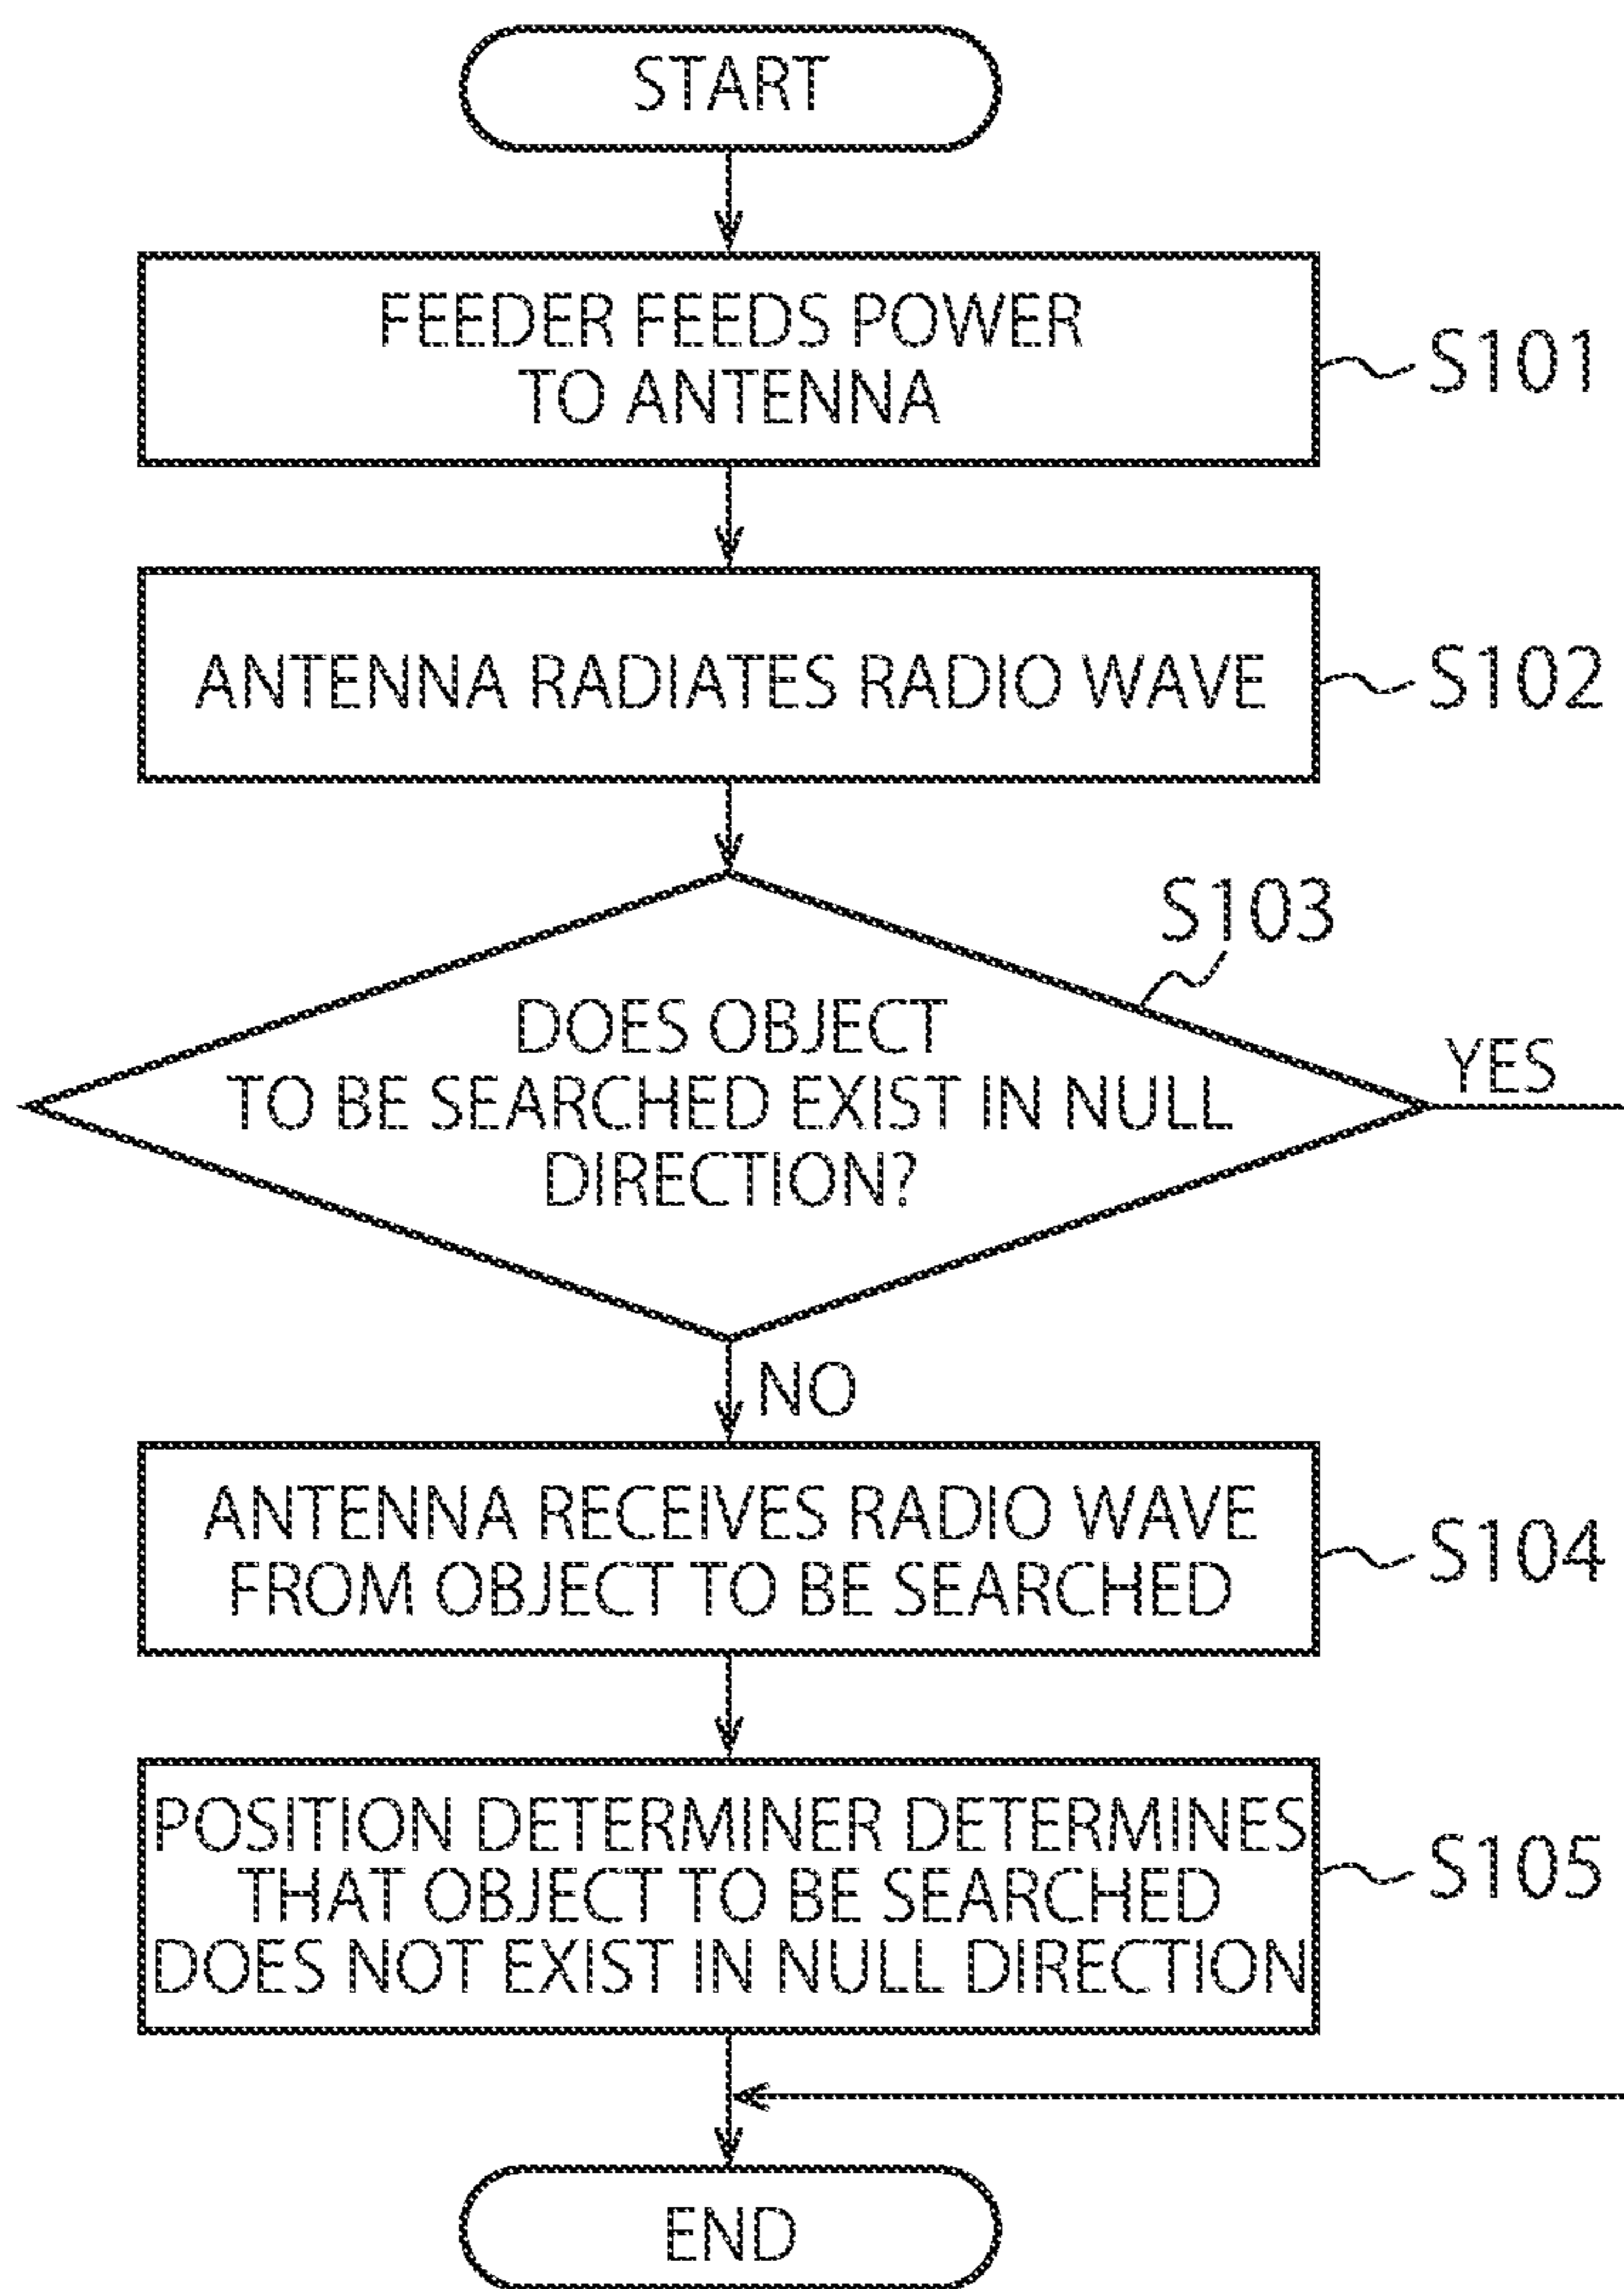 START
FEEDER FEEDS POWER
TO ANTENNA
S101
ANTENNA RADIATES RADIO WAVE
S102
S103
DOES OBJECT
TO BE SEARCHED EXIST IN NULL
DIRECTION?
YES
NO
ANTENNA RECEIVES RADIO WAVE
FROM OBJECT TO BE SEARCHED
S104
POSITION DETERMINER DETERMINES
THAT OBJECT TO BE SEARCHED
DOES NOT EXIST IN NULL DIRECTION
S105
END